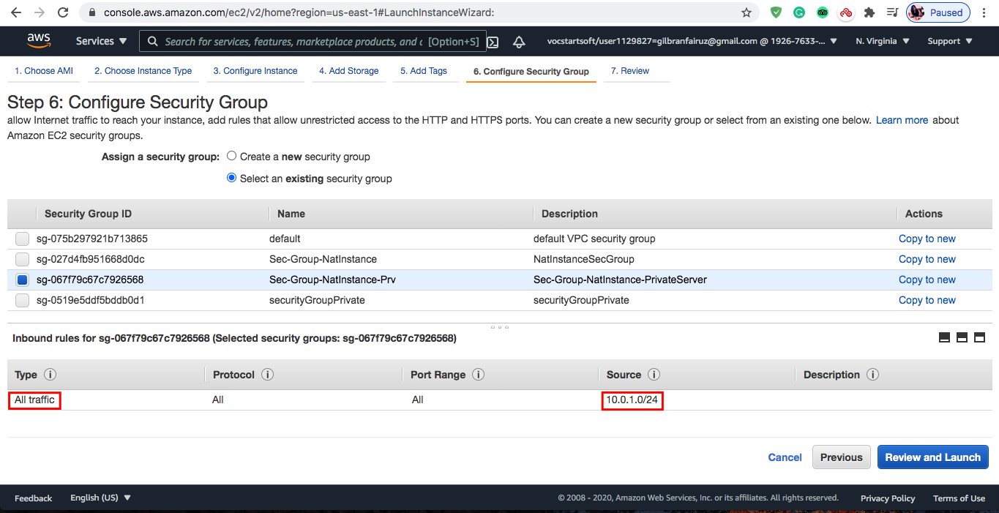 console.aws.amazon.com/ec2/v2/home?region=us-east-1#LaunchInstanceWizard:
Paused
aws
Services
Search for services, features, marketplace products, and d [Option+S]
vocstartsoft/user1129827=gilbranfairuz@gmail.com @ 1926-7633-...
N. Virginia
Support
1. Choose AMI
2. Choose Instance Type
3. Configure Instance
4. Add Storage
5. Add Tags
6. Configure Security Group
7. Review
Step 6: Configure Security Group
allow Internet traffic to reach your instance, add rules that allow unrestricted access to the HTTP and HTTPS ports. You can create a new security group or select from an existing one below. Learn more about
Amazon EC2 security groups.
Assign a security group: Create a new security group
Select an existing security group
Security Group ID Name Description Actions
sg-075b297921b713865 default default VPC security group Copy to new
sg-027d4fb951668d0dc Sec-Group-NatInstance NatInstanceSecGroup Copy to new
sg-067f79c67c7926568 Sec-Group-NatInstance-Prv Sec-Group-NatInstance-PrivateServer Copy to new
sg-0519e5ddf5bddb0d1 securityGroupPrivate securityGroupPrivate Copy to new
Inbound rules for sg-067f79c67c7926568 (Selected security groups: sg-067f79c67c7926568)
Type i Protocol i Port Range i Source i Description i
All traffic All All 10.0.1.0/24
Cancel Previous Review and Launch
Feedback English (US) © 2008 - 2020, Amazon Web Services, Inc. or its affiliates. All rights reserved. Privacy Policy Terms of Use